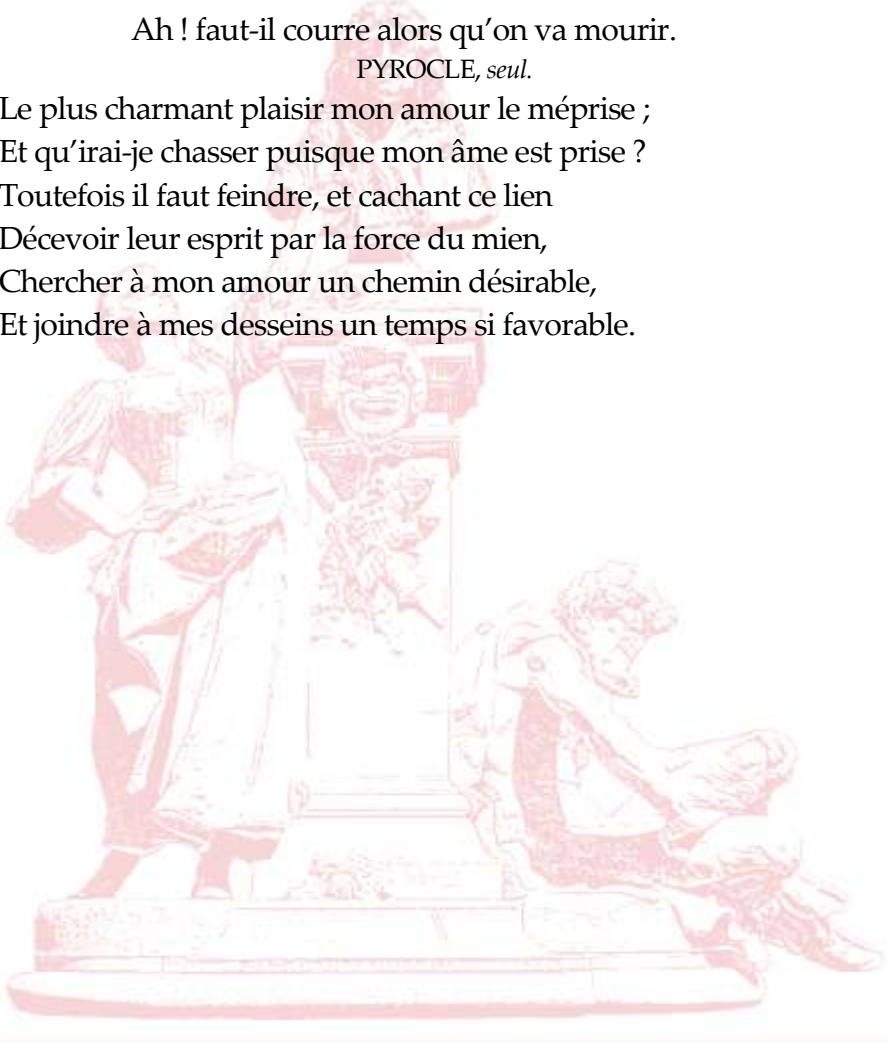 Ah ! faut-il courre alors qu’on va mourir.
PYROCLE, seul.
Le plus charmant plaisir mon amour le méprise ;
Et qu’irai-je chasser puisque mon âme est prise ?
Toutefois il faut feindre, et cachant ce lien
Décevoir leur esprit par la force du mien,
Chercher à mon amour un chemin désirable,
Et joindre à mes desseins un temps si favorable.